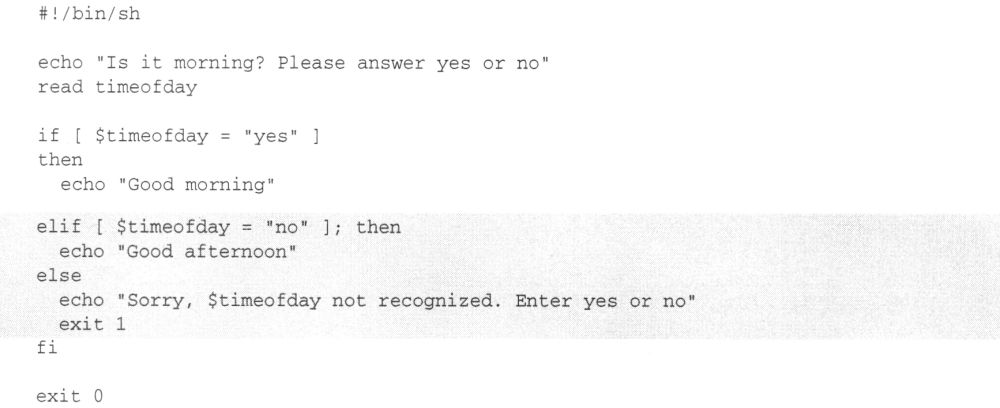 #!/bin/sh
echo "Is it morning? Please answer yes or no"
read timeofday
if [ $timeofday = "yes" ]
then
  echo "Good morning"
elif [ $timeofday = "no" ]; then
  echo "Good afternoon"
else
  echo "Sorry, $timeofday not recognized. Enter yes or no"
  exit 1
fi
exit 0